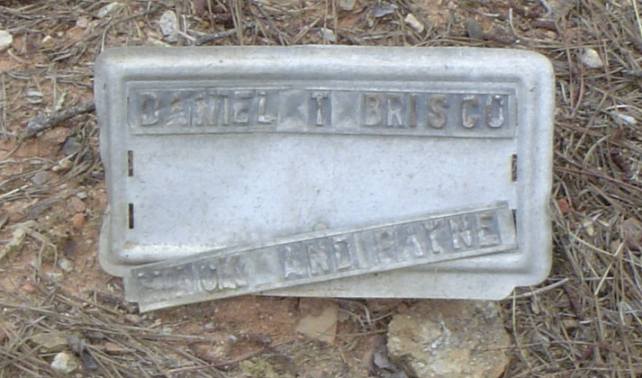 DANIEL T BRISCO
AND PAYNE